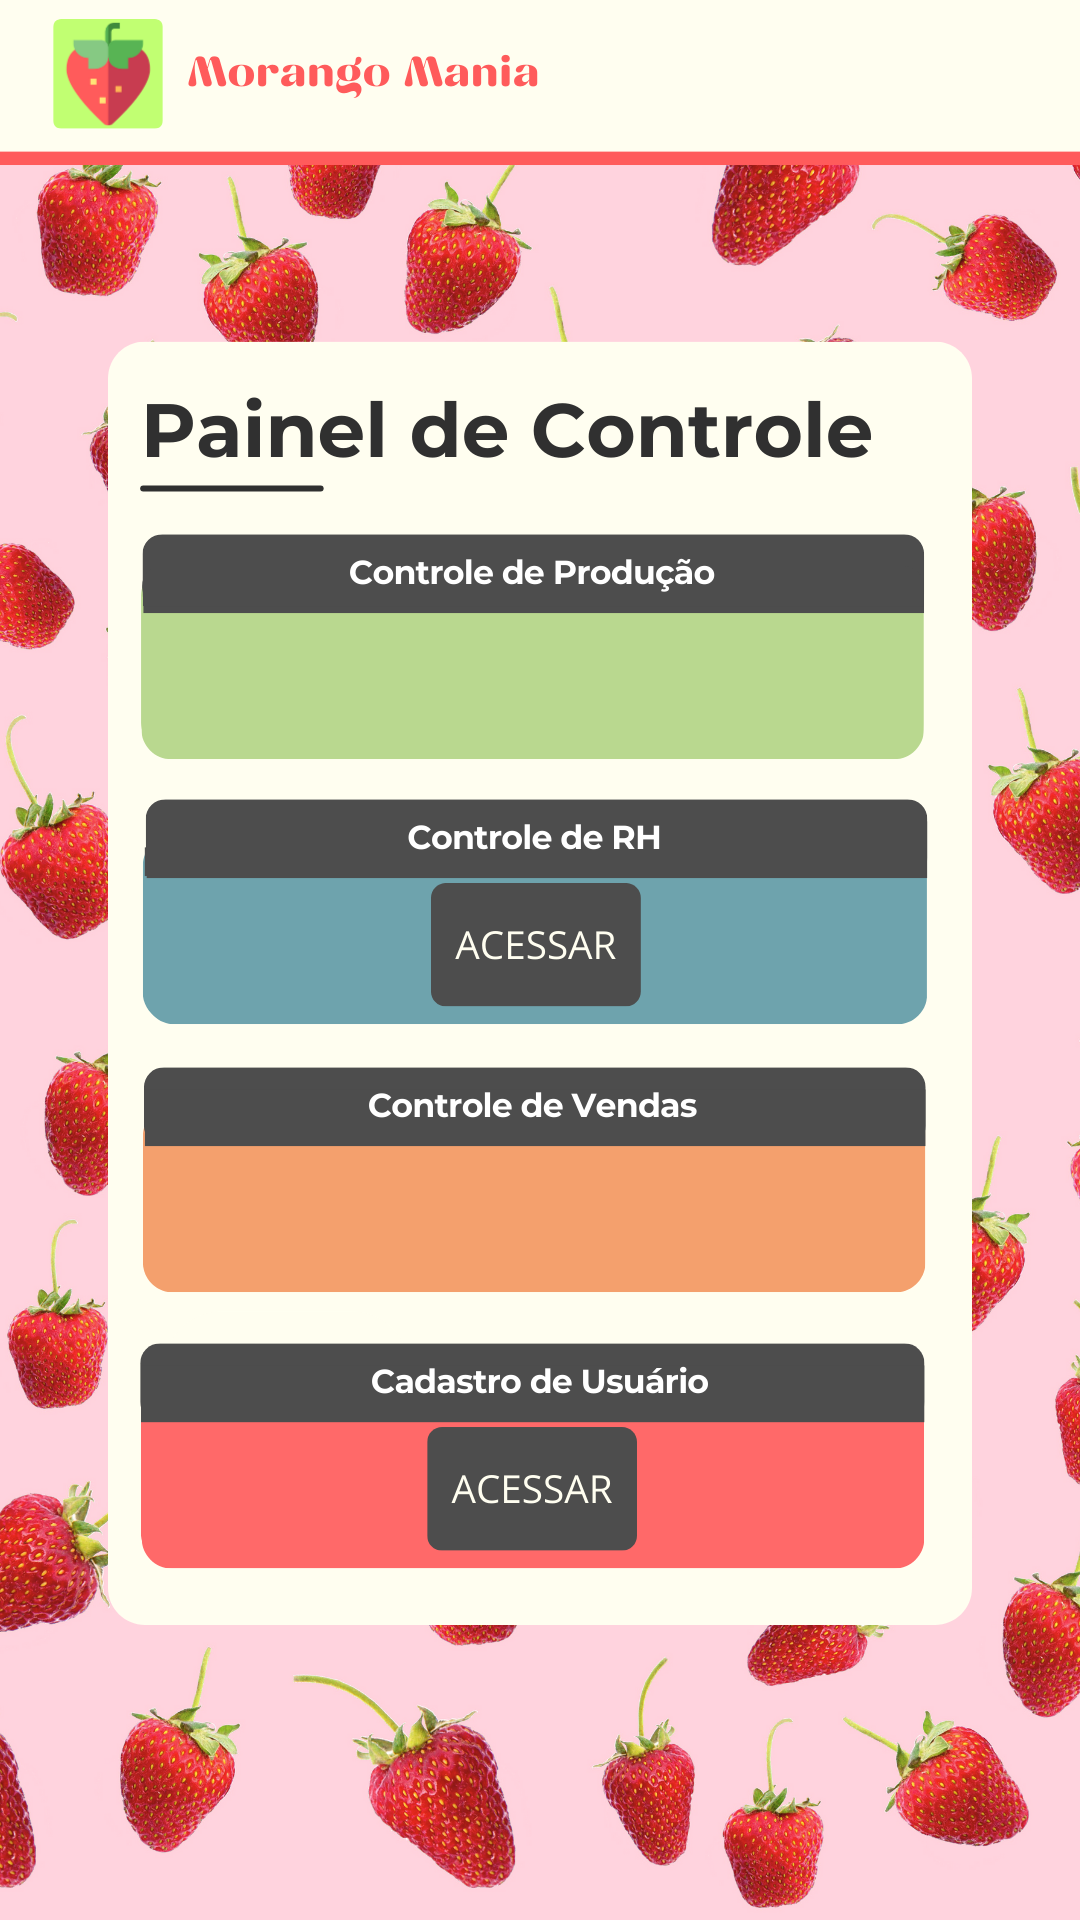 Morango Mania
Painel de Controle
Controle de Produção
Controle de RH
ACESSAR
Controle de Vendas
Cadastro de Usuário
ACESSAR